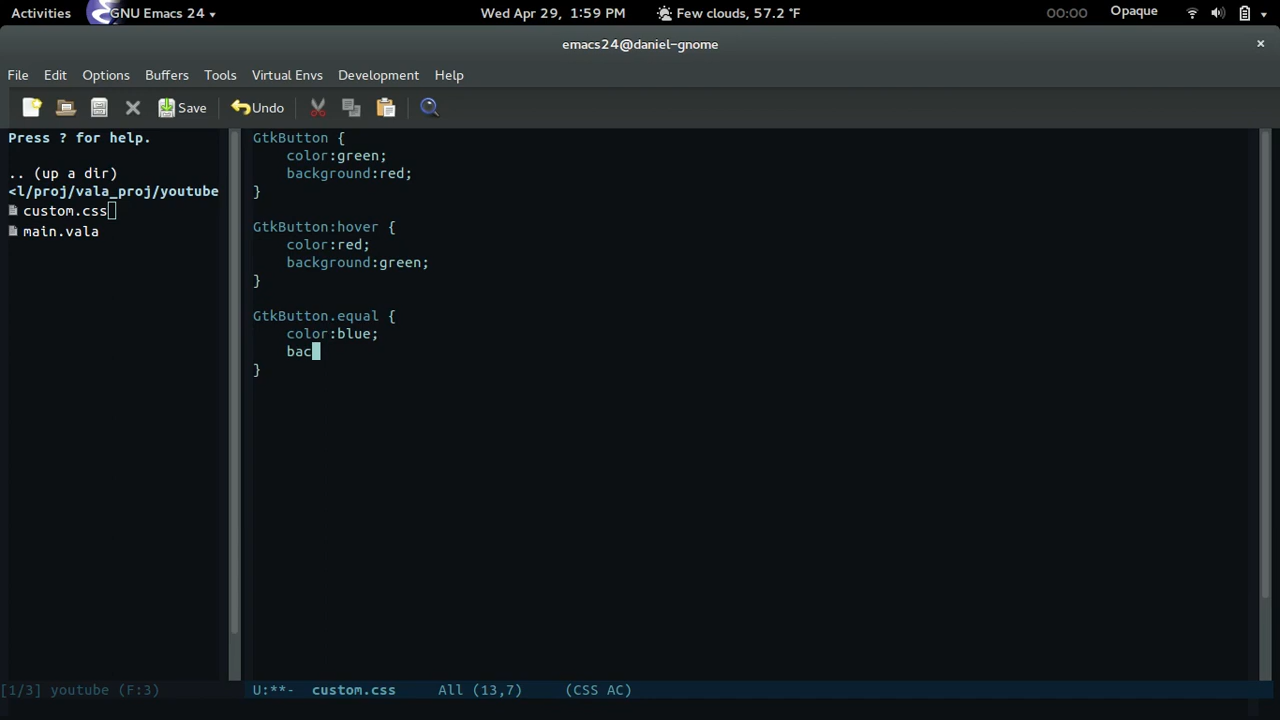 Activities GNU Emacs 24 Wed Apr 29, 1:59 PM Few clouds, 57.2 °F 00:00 Opaque
emacs24@daniel-gnome ×
File Edit Options Buffers Tools Virtual Envs Development Help
Save Undo
Press ? for help.
.. (up a dir)
<l/proj/vala_proj/youtube
custom.css
main.vala
GtkButton {
color:green;
background:red;
}
GtkButton:hover {
color:red;
background:green;
}
GtkButton.equal {
color:blue;
bac
}
[1/3] youtube (F:3)
U:**- custom.css All (13,7) (CSS AC)